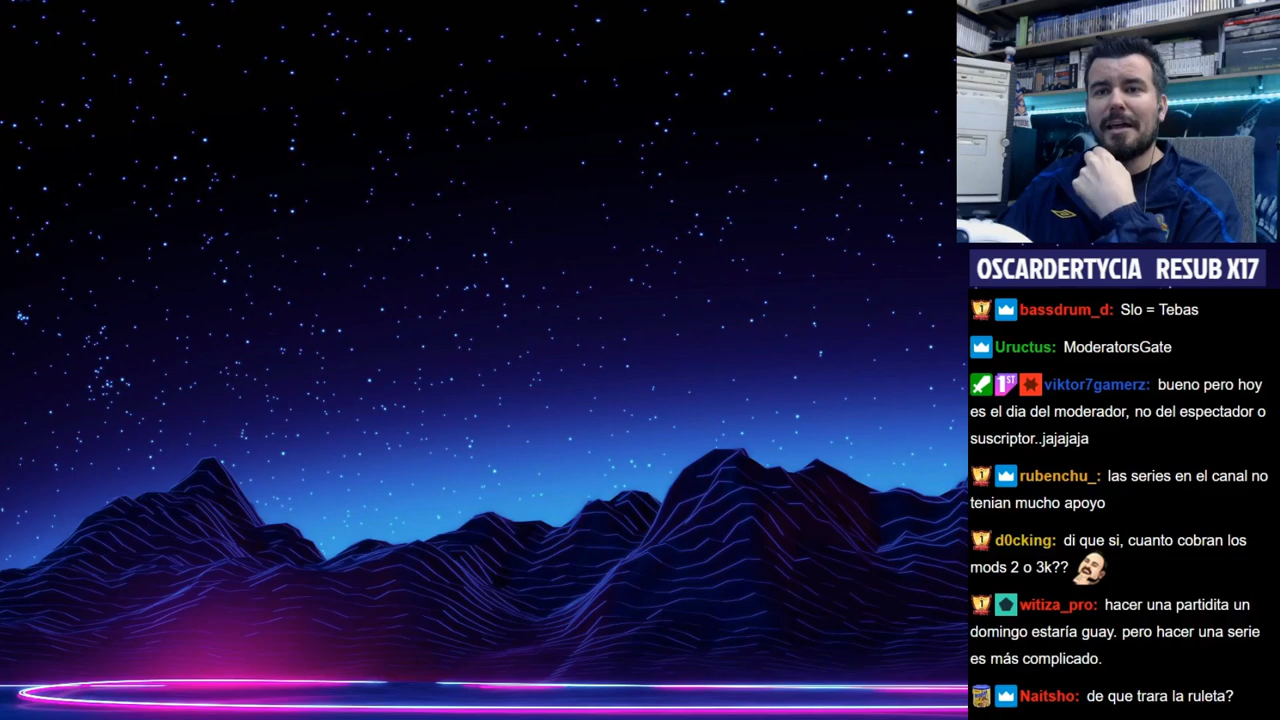 OSCARDERTYCIA RESUB X17
bassdrum_d: Slo = Tebas
Uructus: ModeratorsGate
1ST viktor7gamerz: bueno pero hoy
es el dia del moderador, no del espectador o
suscriptor..jajajaja
rubenchu_: las series en el canal no
tenian mucho apoyo
d0cking: di que si, cuanto cobran los
mods 2 o 3k??
witiza_pro: hacer una partidita un
domingo estaría guay. pero hacer una serie
es más complicado.
Naitsho: de que trara la ruleta?